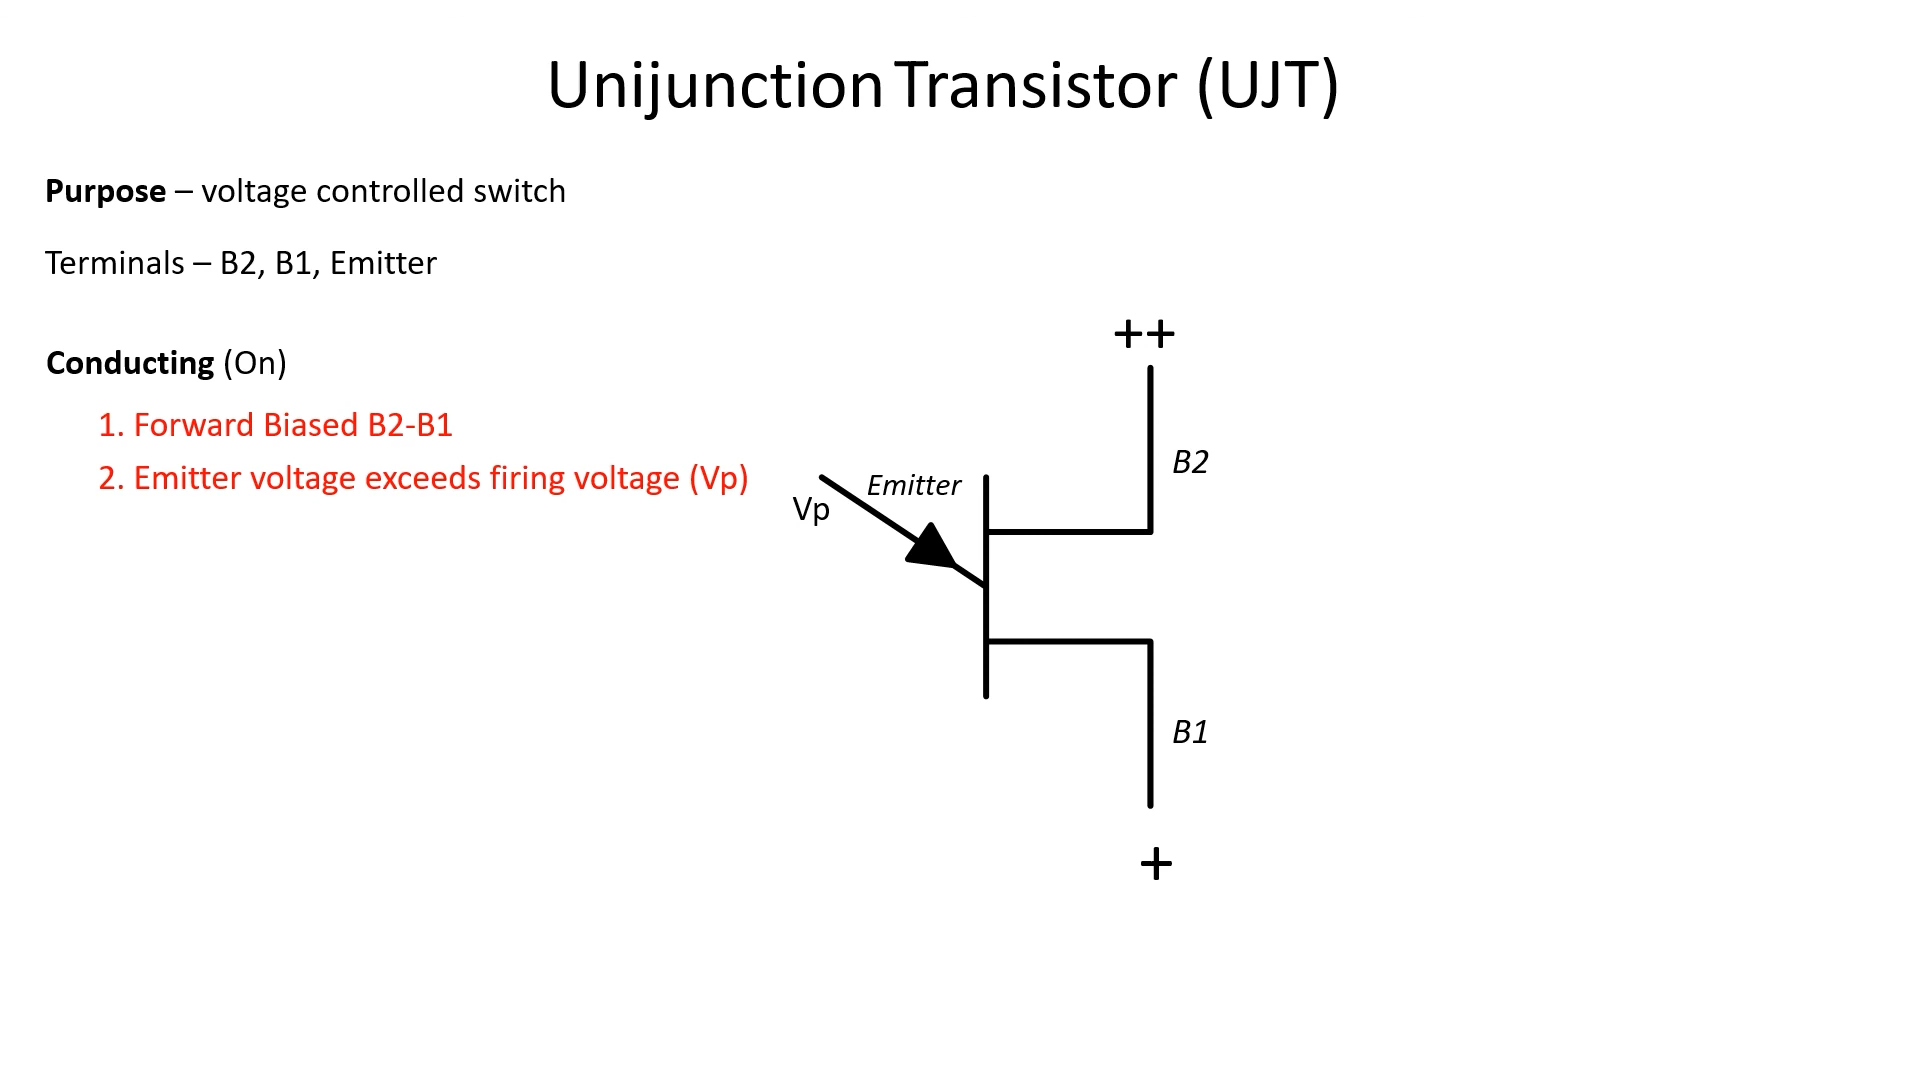 Unijunction Transistor (UJT)
Purpose – voltage controlled switch
Terminals – B2, B1, Emitter
Conducting (On)
1. Forward Biased B2-B1
2. Emitter voltage exceeds firing voltage (Vp)
++
B2
Emitter
Vp
B1
+